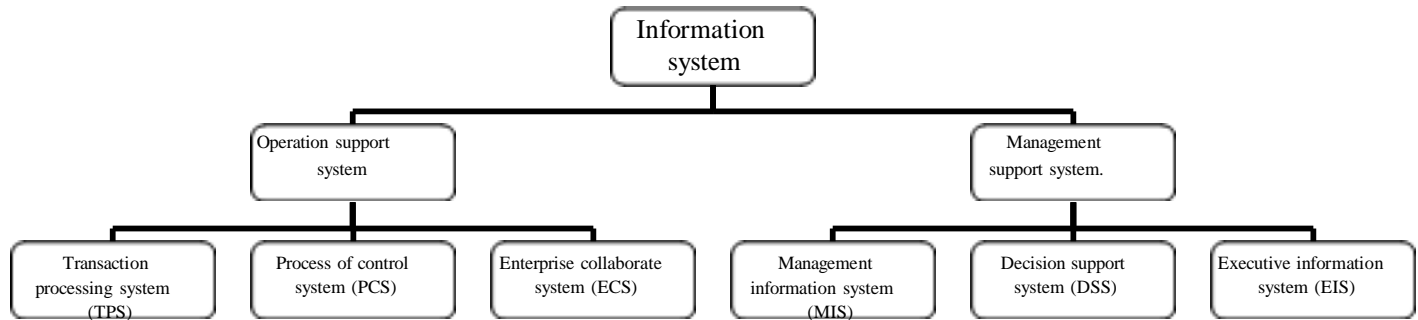 Information
system
Operation support
system
Management
support system.
Transaction
processing system
(TPS)
Process of control
system (PCS)
Enterprise collaborate
system (ECS)
Management
information system
(MIS)
Decision support
system (DSS)
Executive information
system (EIS)